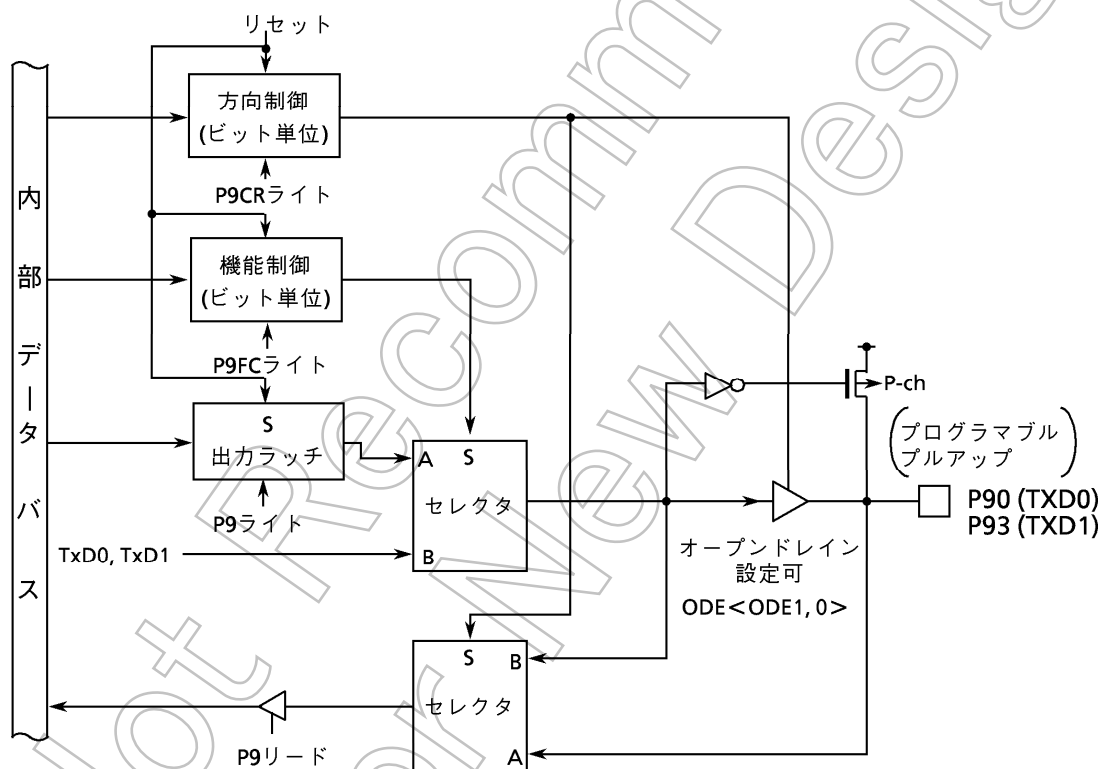 リセット
方向制御
(ビット単位)
P9CRライト
機能制御
(ビット単位)
P9FCライト
S
出力ラッチ
P9ライト
TxD0, TxD1
内部データバス
A
S
セレクタ
B
P-ch
プログラマブル
プルアップ
P90 (TXD0)
P93 (TXD1)
オープンドレイン
設定可
ODE<ODE1, 0>
S
B
セレクタ
A
P9リード
Not Recomm
or New Design